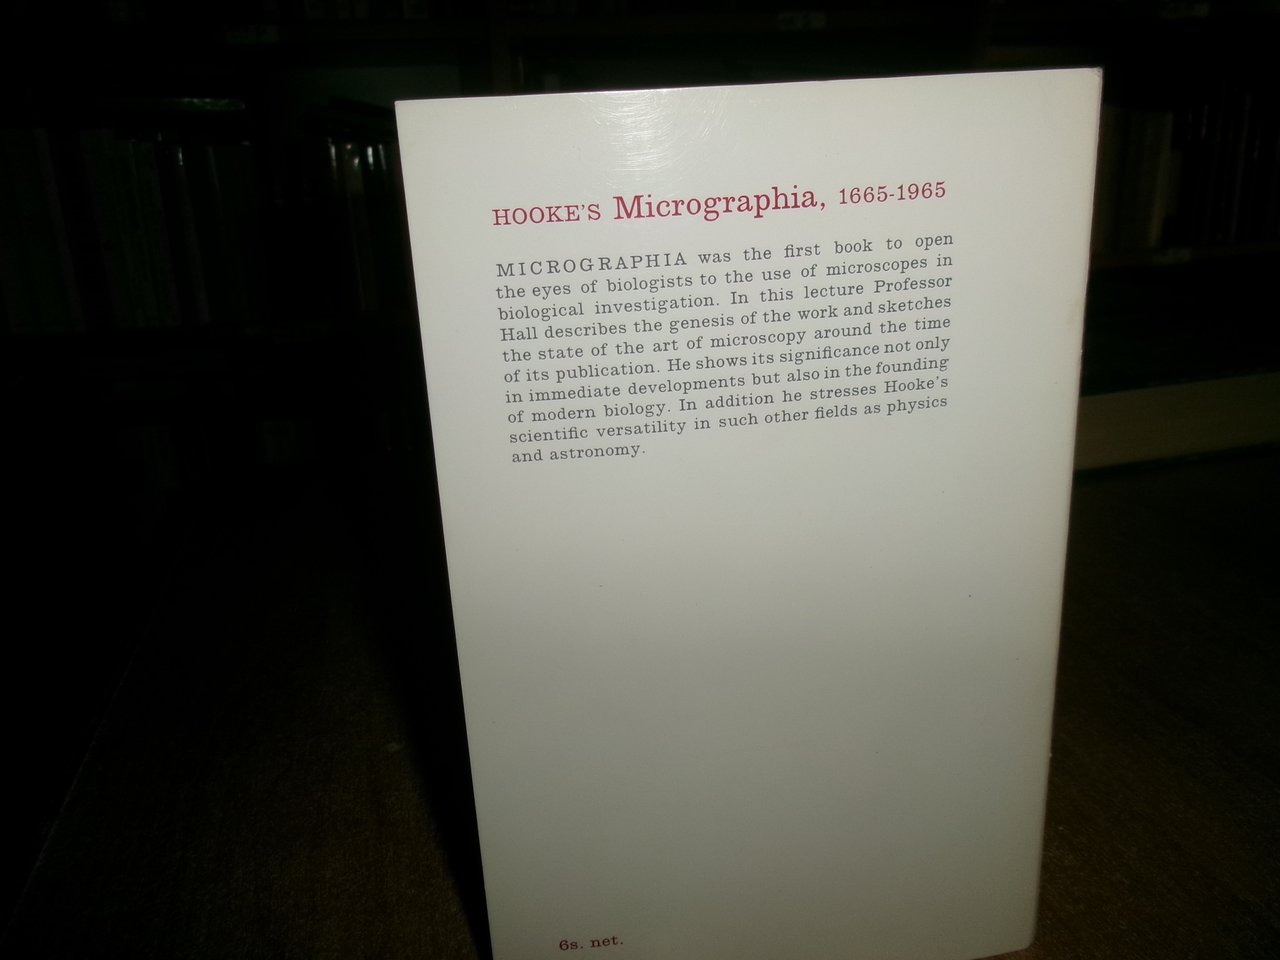 HOOKE'S Micrographia, 1665-1965
MICROGRAPHIA was the first book to open
the eyes of biologists to the use of microscopes in
biological investigation. In this lecture Professor
Hall describes the genesis of the work and sketches
the state of the art of microscopy around the time
of its publication. He shows its significance not only
in immediate developments but also in the founding
of modern biology. In addition he stresses Hooke's
scientific versatility in such other fields as physics
and astronomy.
6s. net.